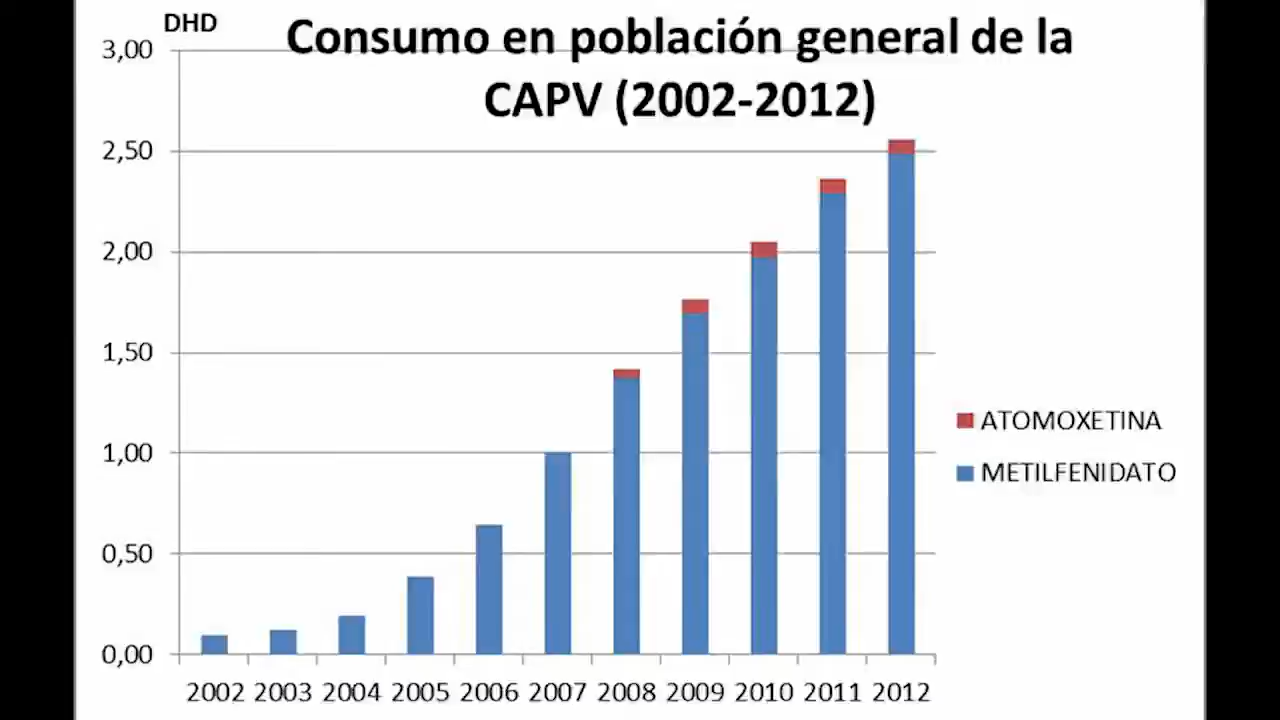 DHD
Consumo en población general de la
CAPV (2002-2012)
3,00
2,50
2,00
1,50
1,00
0,50
0,00
ATOMOXETINA
METILFENIDATO
2002 2003 2004 2005 2006 2007 2008 2009 2010 2011 2012